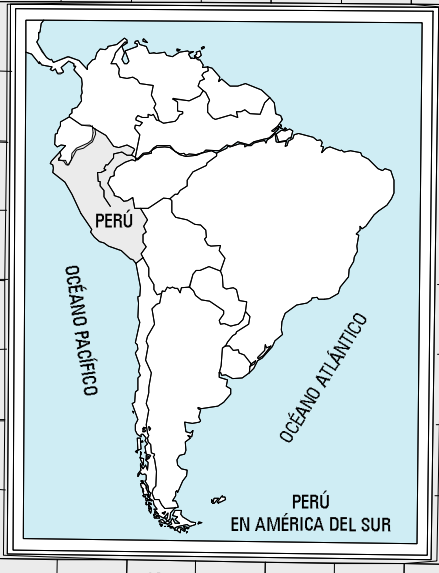 PERÚ
OCÉANO PACÍFICO
OCÉANO ATLÁNTICO
PERÚ
EN AMÉRICA DEL SUR